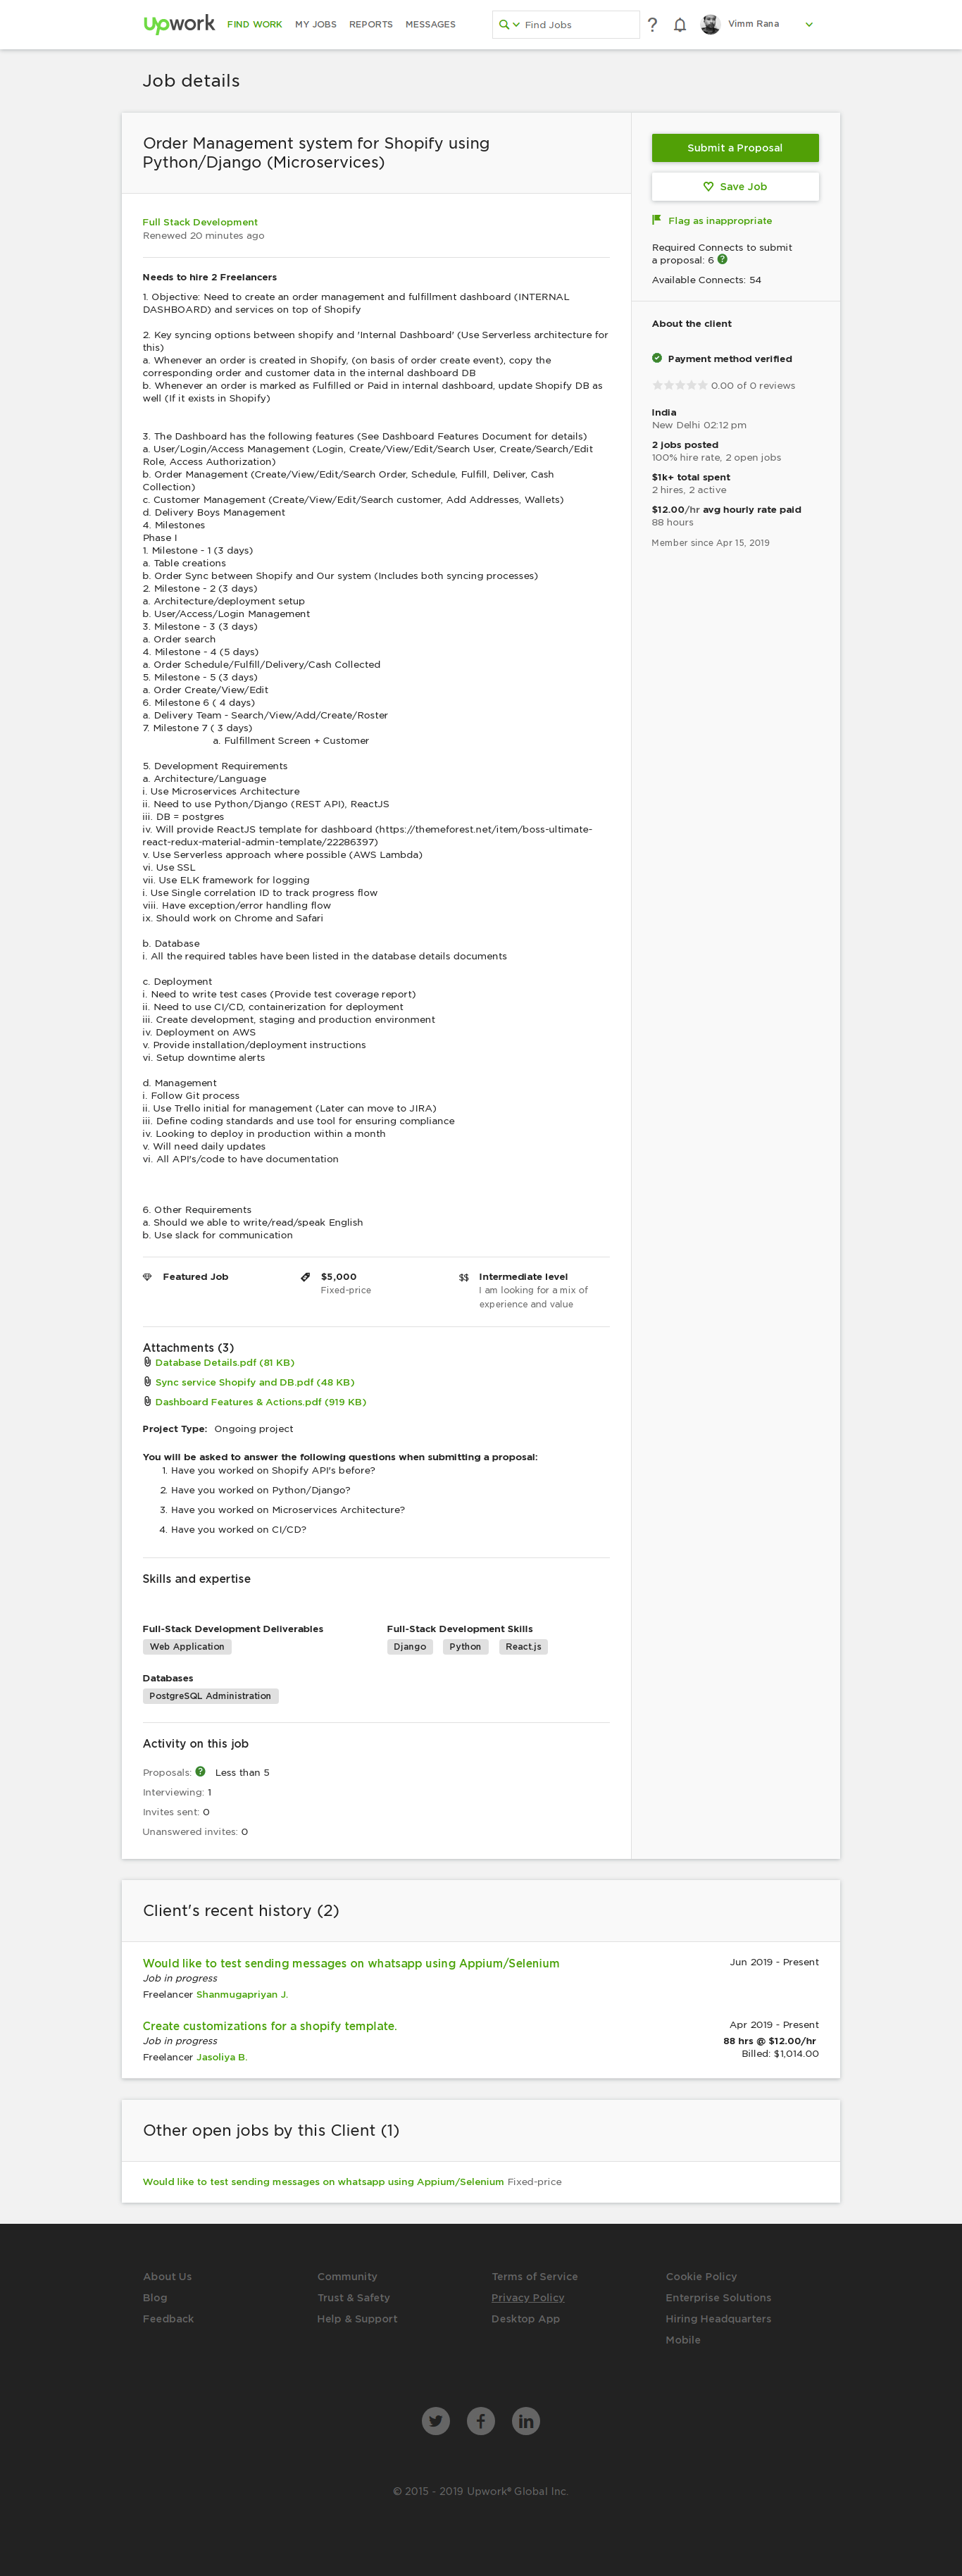 Upwork FIND WORK MY JOBS REPORTS MESSAGES Find Jobs ? Vimm Rana
Job details
Order Management system for Shopify using
Python/Django (Microservices)
Full Stack Development
Renewed 20 minutes ago
Needs to hire 2 Freelancers
1. Objective: Need to create an order management and fulfillment dashboard (INTERNAL
DASHBOARD) and services on top of Shopify
2. Key syncing options between shopify and 'Internal Dashboard' (Use Serverless architecture for
this)
a. Whenever an order is created in Shopify, (on basis of order create event), copy the
corresponding order and customer data in the internal dashboard DB
b. Whenever an order is marked as Fulfilled or Paid in internal dashboard, update Shopify DB as
well (If it exists in Shopify)
3. The Dashboard has the following features (See Dashboard Features Document for details)
a. User/Login/Access Management (Login, Create/View/Edit/Search User, Create/Search/Edit
Role, Access Authorization)
b. Order Management (Create/View/Edit/Search Order, Schedule, Fulfill, Deliver, Cash
Collection)
c. Customer Management (Create/View/Edit/Search customer, Add Addresses, Wallets)
d. Delivery Boys Management
4. Milestones
Phase I
1. Milestone - 1 (3 days)
a. Table creations
b. Order Sync between Shopify and Our system (Includes both syncing processes)
2. Milestone - 2 (3 days)
a. Architecture/deployment setup
b. User/Access/Login Management
3. Milestone - 3 (3 days)
a. Order search
4. Milestone - 4 (5 days)
a. Order Schedule/Fulfill/Delivery/Cash Collected
5. Milestone - 5 (3 days)
a. Order Create/View/Edit
6. Milestone 6 ( 4 days)
a. Delivery Team - Search/View/Add/Create/Roster
7. Milestone 7 ( 3 days)
a. Fulfillment Screen + Customer
5. Development Requirements
a. Architecture/Language
i. Use Microservices Architecture
ii. Need to use Python/Django (REST API), ReactJS
iii. DB = postgres
iv. Will provide ReactJS template for dashboard (https://themeforest.net/item/boss-ultimate-
react-redux-material-admin-template/22286397)
v. Use Serverless approach where possible (AWS Lambda)
vi. Use SSL
vii. Use ELK framework for logging
i. Use Single correlation ID to track progress flow
viii. Have exception/error handling flow
ix. Should work on Chrome and Safari
b. Database
i. All the required tables have been listed in the database details documents
c. Deployment
i. Need to write test cases (Provide test coverage report)
ii. Need to use CI/CD, containerization for deployment
iii. Create development, staging and production environment
iv. Deployment on AWS
v. Provide installation/deployment instructions
vi. Setup downtime alerts
d. Management
i. Follow Git process
ii. Use Trello initial for management (Later can move to JIRA)
iii. Define coding standards and use tool for ensuring compliance
iv. Looking to deploy in production within a month
v. Will need daily updates
vi. All API's/code to have documentation
6. Other Requirements
a. Should we able to write/read/speak English
b. Use slack for communication
Featured Job
$5,000
Fixed-price
$$ Intermediate level
I am looking for a mix of
experience and value
Attachments (3)
Database Details.pdf (81 KB)
Sync service Shopify and DB.pdf (48 KB)
Dashboard Features & Actions.pdf (919 KB)
Project Type: Ongoing project
You will be asked to answer the following questions when submitting a proposal:
1. Have you worked on Shopify API's before?
2. Have you worked on Python/Django?
3. Have you worked on Microservices Architecture?
4. Have you worked on CI/CD?
Skills and expertise
Full-Stack Development Deliverables
Web Application
Full-Stack Development Skills
Django Python React.js
Databases
PostgreSQL Administration
Activity on this job
Proposals: ? Less than 5
Interviewing: 1
Invites sent: 0
Unanswered invites: 0
Submit a Proposal
Save Job
Flag as inappropriate
Required Connects to submit
a proposal: 6 ?
Available Connects: 54
About the client
Payment method verified
0.00 of 0 reviews
India
New Delhi 02:12 pm
2 jobs posted
100% hire rate, 2 open jobs
$1k+ total spent
2 hires, 2 active
$12.00/hr avg hourly rate paid
88 hours
Member since Apr 15, 2019
Client's recent history (2)
Would like to test sending messages on whatsapp using Appium/Selenium Jun 2019 - Present
Job in progress
Freelancer Shanmugapriyan J.
Create customizations for a shopify template. Apr 2019 - Present
Job in progress 88 hrs @ $12.00/hr
Freelancer Jasoliya B. Billed: $1,014.00
Other open jobs by this Client (1)
Would like to test sending messages on whatsapp using Appium/Selenium Fixed-price
About Us Community Terms of Service Cookie Policy
Blog Trust & Safety Privacy Policy Enterprise Solutions
Feedback Help & Support Desktop App Hiring Headquarters
Mobile
© 2015 - 2019 Upwork® Global Inc.